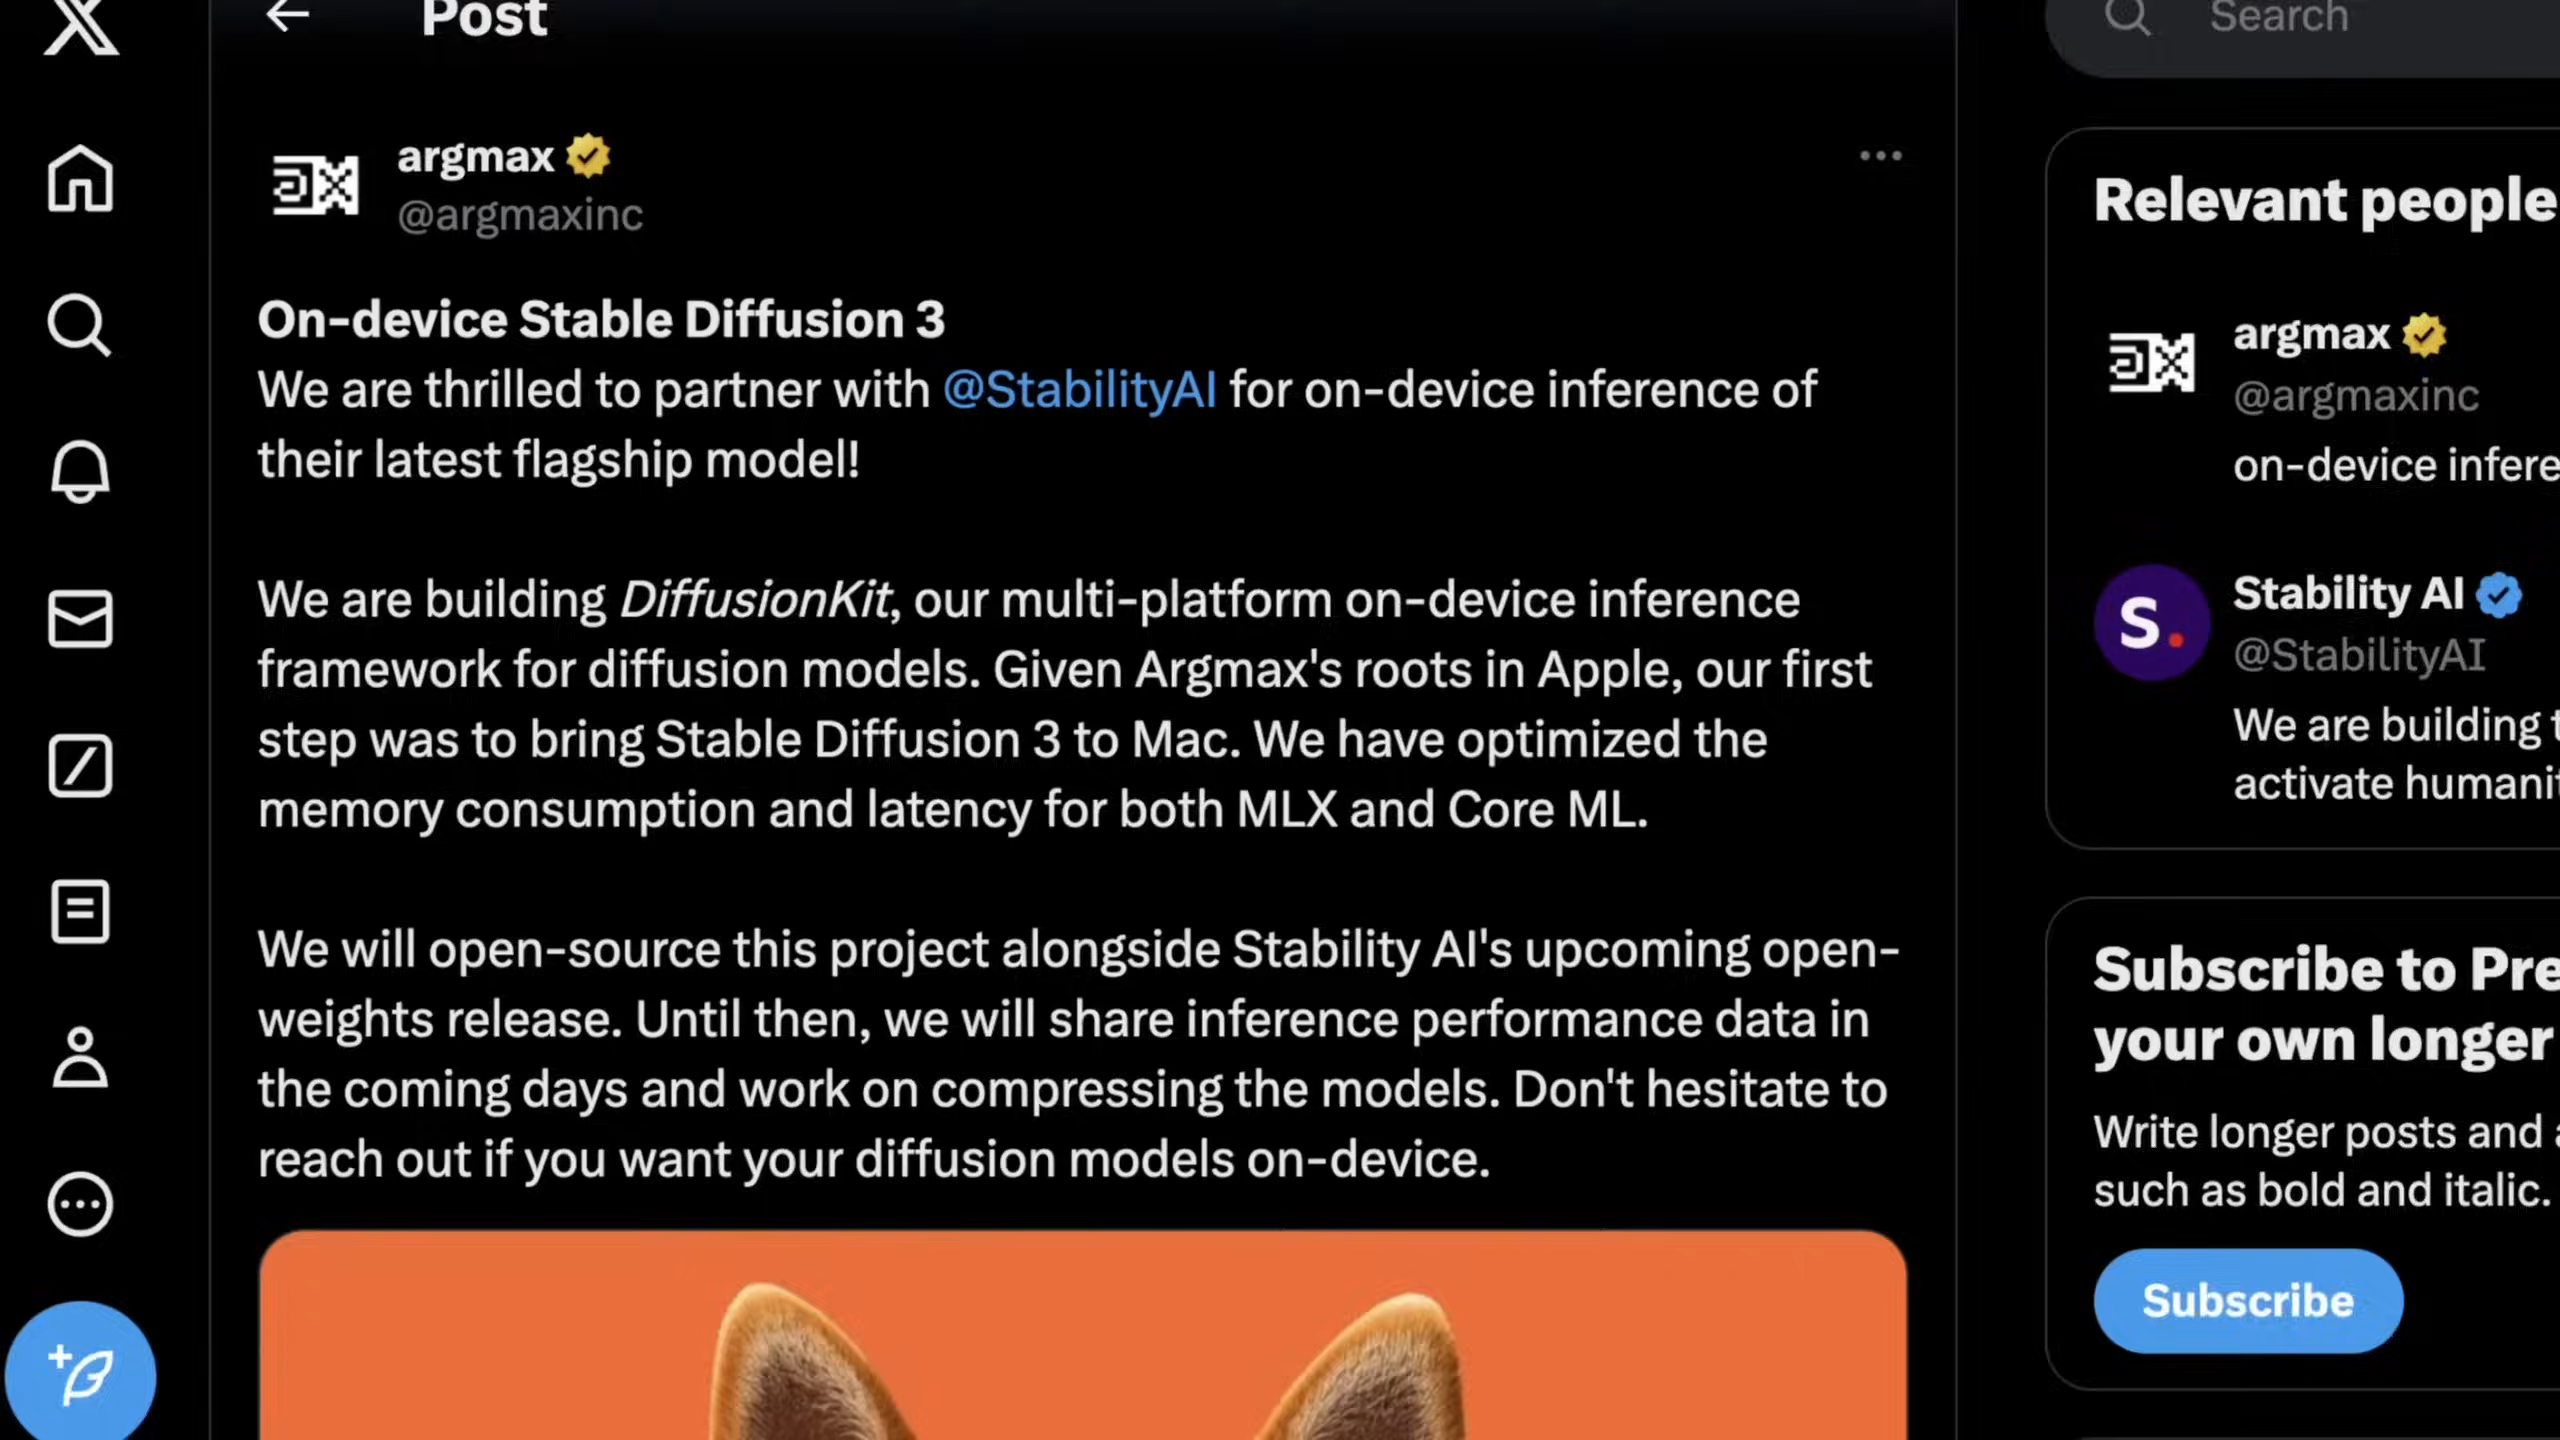 Post
Search
argmax
@argmaxinc
On-device Stable Diffusion 3
We are thrilled to partner with @StabilityAI for on-device inference of
their latest flagship model!
We are building DiffusionKit, our multi-platform on-device inference
framework for diffusion models. Given Argmax's roots in Apple, our first
step was to bring Stable Diffusion 3 to Mac. We have optimized the
memory consumption and latency for both MLX and Core ML.
We will open-source this project alongside Stability AI's upcoming open-
weights release. Until then, we will share inference performance data in
the coming days and work on compressing the models. Don't hesitate to
reach out if you want your diffusion models on-device.
Relevant people
argmax
@argmaxinc
on-device infere
Stability AI
@StabilityAI
We are building t
activate humanit
Subscribe to Pre
your own longer
Write longer posts and a
such as bold and italic.
Subscribe